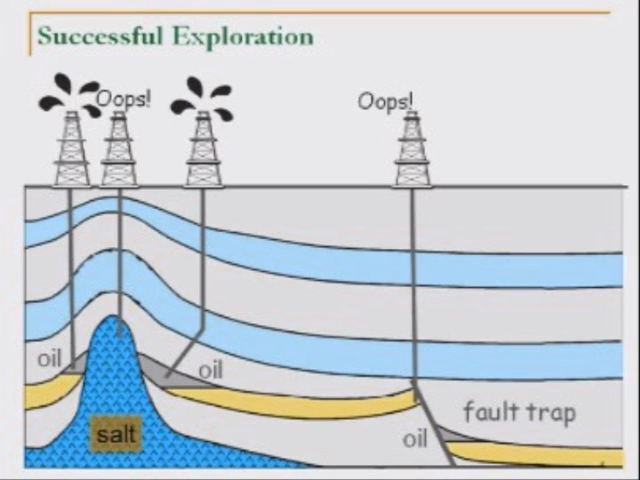 Successful Exploration
Oops!
Oops!
oil
oil
fault trap
salt
oil